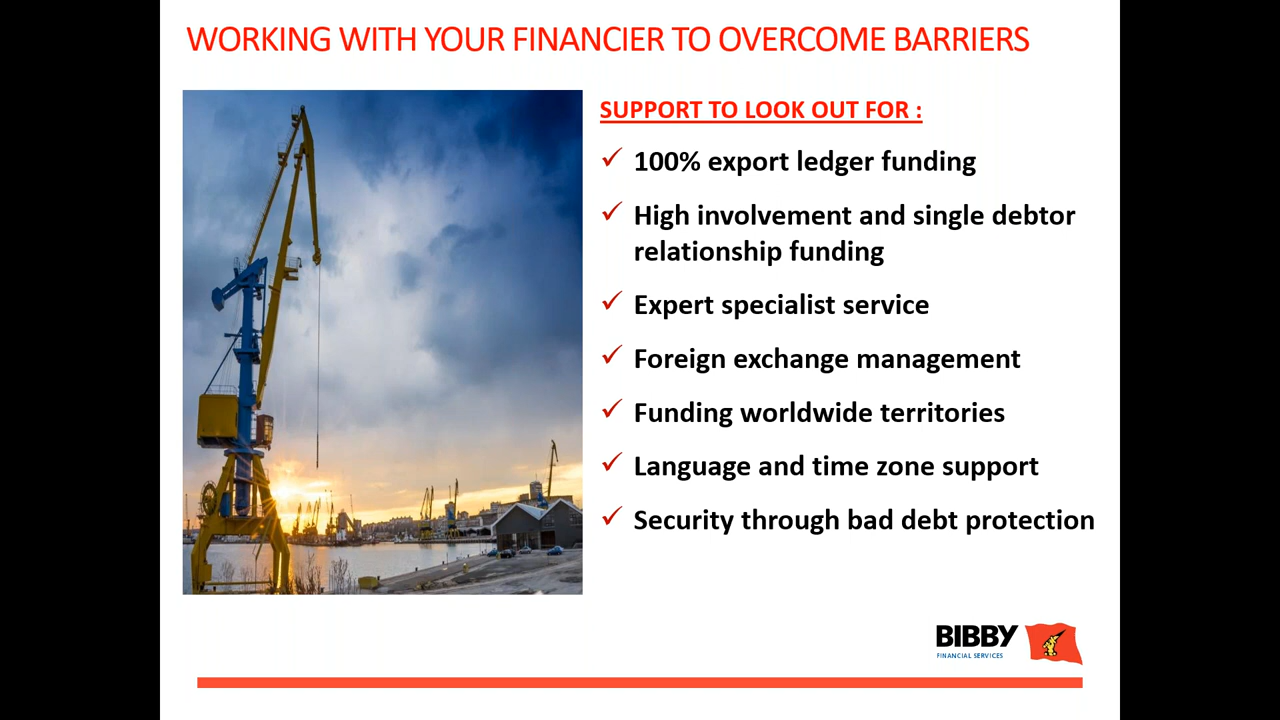 WORKING WITH YOUR FINANCIER TO OVERCOME BARRIERS
SUPPORT TO LOOK OUT FOR :
✓ 100% export ledger funding
✓ High involvement and single debtor
relationship funding
✓ Expert specialist service
✓ Foreign exchange management
✓ Funding worldwide territories
✓ Language and time zone support
✓ Security through bad debt protection
BIBBY
FINANCIAL SERVICES